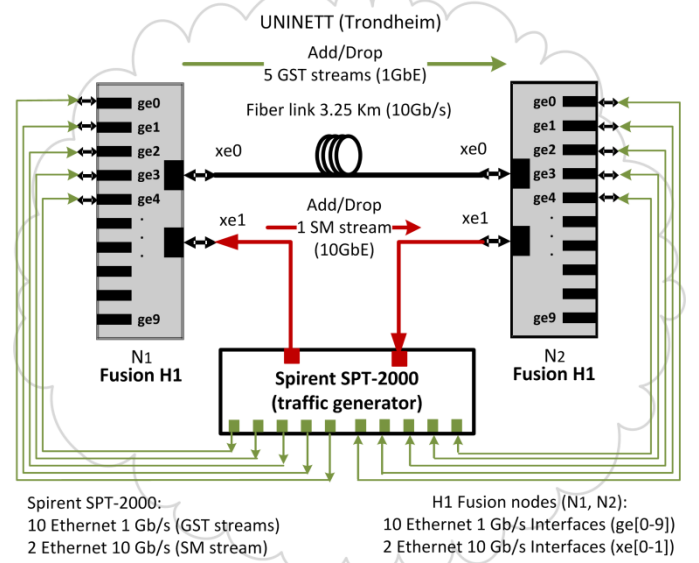 UNINETT (Trondheim)
Add/Drop
5 GST streams (1GbE)
Fiber link 3.25 Km (10Gb/s)
ge0
ge1
ge2
ge3
ge4
ge9
xe0
xe1
xe0
xe1
ge0
ge1
ge2
ge3
ge4
ge9
Add/Drop
1 SM stream
(10GbE)
N1
Fusion H1
N2
Fusion H1
Spirent SPT-2000
(traffic generator)
Spirent SPT-2000:
10 Ethernet 1 Gb/s (GST streams)
2 Ethernet 10 Gb/s (SM stream)
H1 Fusion nodes (N1, N2):
10 Ethernet 1 Gb/s Interfaces (ge[0-9])
2 Ethernet 10 Gb/s Interfaces (xe[0-1])